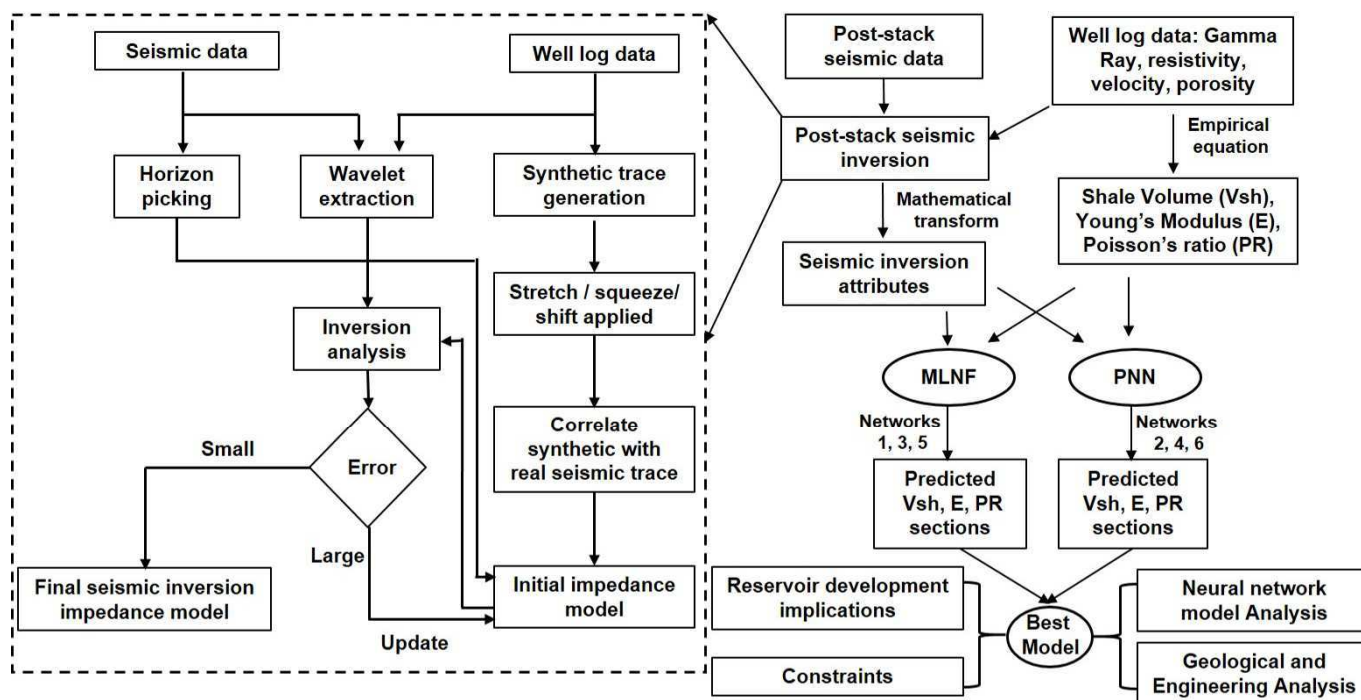 Seismic data
Well log data
Horizon
picking
Wavelet
extraction
Synthetic trace
generation
Stretch / squeeze/
shift applied
Inversion
analysis
Correlate
synthetic with
real seismic trace
Small
Error
Large
Final seismic inversion
impedance model
Initial impedance
model
Update
Post-stack
seismic data
Well log data: Gamma
Ray, resistivity,
velocity, porosity
Post-stack seismic
inversion
Empirical
equation
Mathematical
transform
Shale Volume (Vsh),
Young's Modulus (E),
Poisson's ratio (PR)
Seismic inversion
attributes
MLNF
PNN
Networks
1, 3, 5
Networks
2, 4, 6
Predicted
Vsh, E, PR
sections
Predicted
Vsh, E, PR
sections
Reservoir development
implications
Constraints
Best
Model
Neural network
model Analysis
Geological and
Engineering Analysis